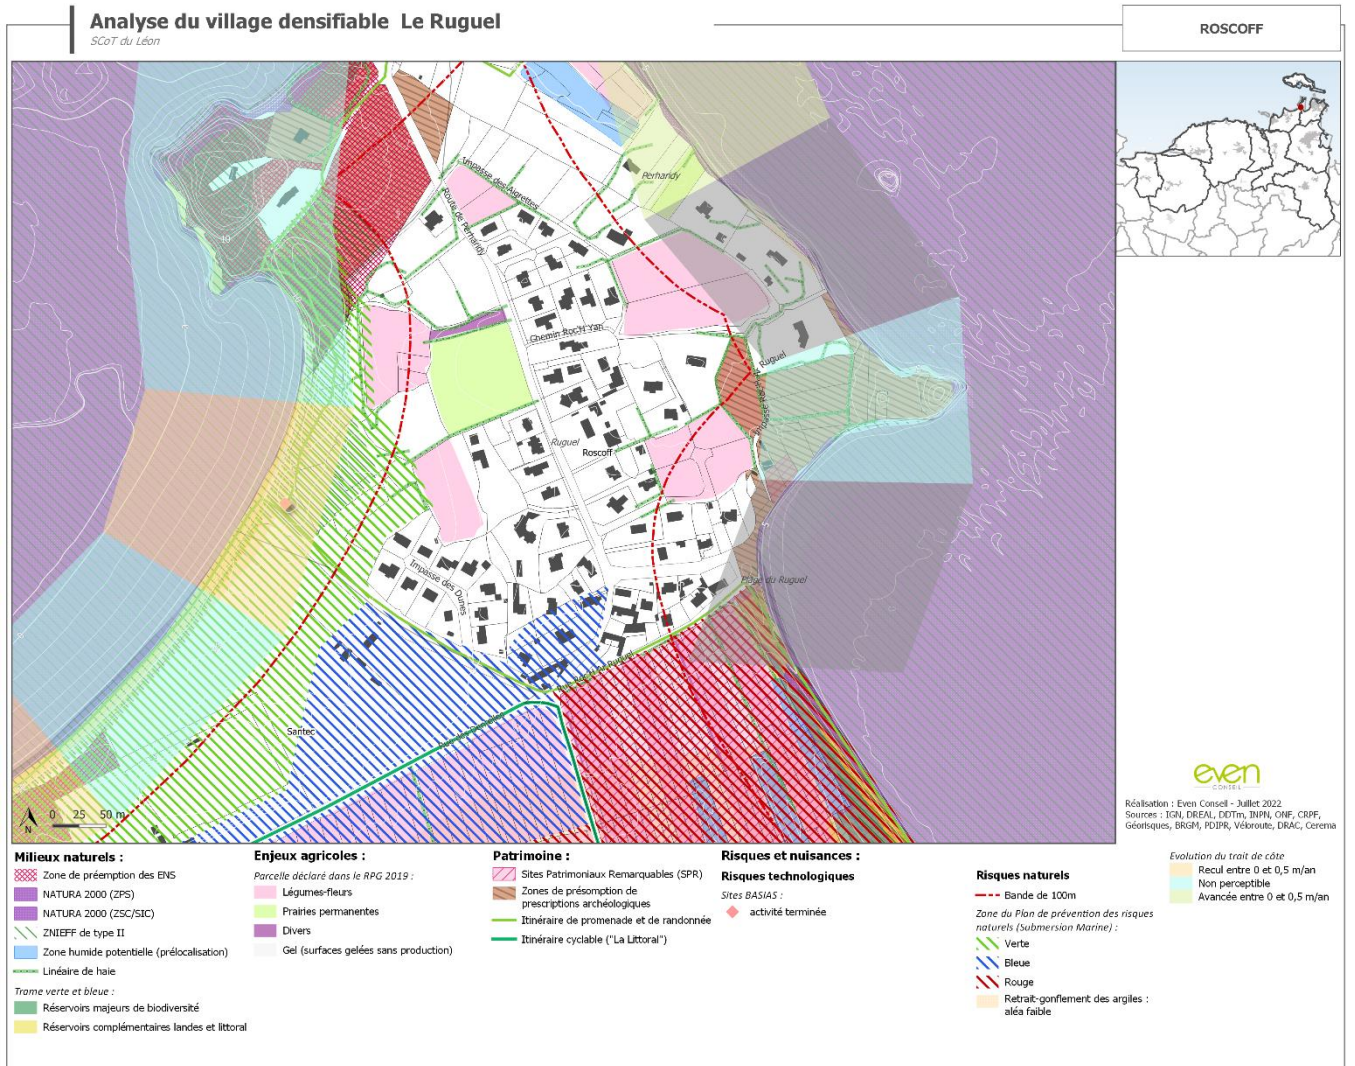 Analyse du village densifiable Le Ruguel
SCoT du Léon
ROSCOFF
Impasse des Aigrettes
Route de Perharidy
Perharidy
Chemin Roc'H Yan
Ruguel
Ruguel
Roscoff
Impasse des Dunes
Plage du Ruguel
Rue Roc'H Ar Ruguel
Santec
0 25 50 m
N
even
CONSEIL
Réalisation : Even Conseil - Juillet 2022
Sources : IGN, DREAL, DDTm, INPN, ONF, CRPF,
Géorisques, BRGM, PDIPR, Véloroute, DRAC, Cerema
Milieux naturels :
Zone de préemption des ENS
NATURA 2000 (ZPS)
NATURA 2000 (ZSC/SIC)
ZNIEFF de type II
Zone humide potentielle (prélocalisation)
Linéaire de haie
Trame verte et bleue :
Réservoirs majeurs de biodiversité
Réservoirs complémentaires landes et littoral
Enjeux agricoles :
Parcelle déclaré dans le RPG 2019 :
Légumes-fleurs
Prairies permanentes
Divers
Gel (surfaces gelées sans production)
Patrimoine :
Sites Patrimoniaux Remarquables (SPR)
Zones de présomption de
prescriptions archéologiques
Itinéraire de promenade et de randonnée
Itinéraire cyclable ("La Littoral")
Risques et nuisances :
Risques technologiques
Sites BASIAS :
activité terminée
Risques naturels
Bande de 100m
Zone du Plan de prévention des risques
naturels (Submersion Marine) :
Verte
Bleue
Rouge
Retrait-gonflement des argiles :
aléa faible
Evolution du trait de côte
Recul entre 0 et 0,5 m/an
Non perceptible
Avancée entre 0 et 0,5 m/an